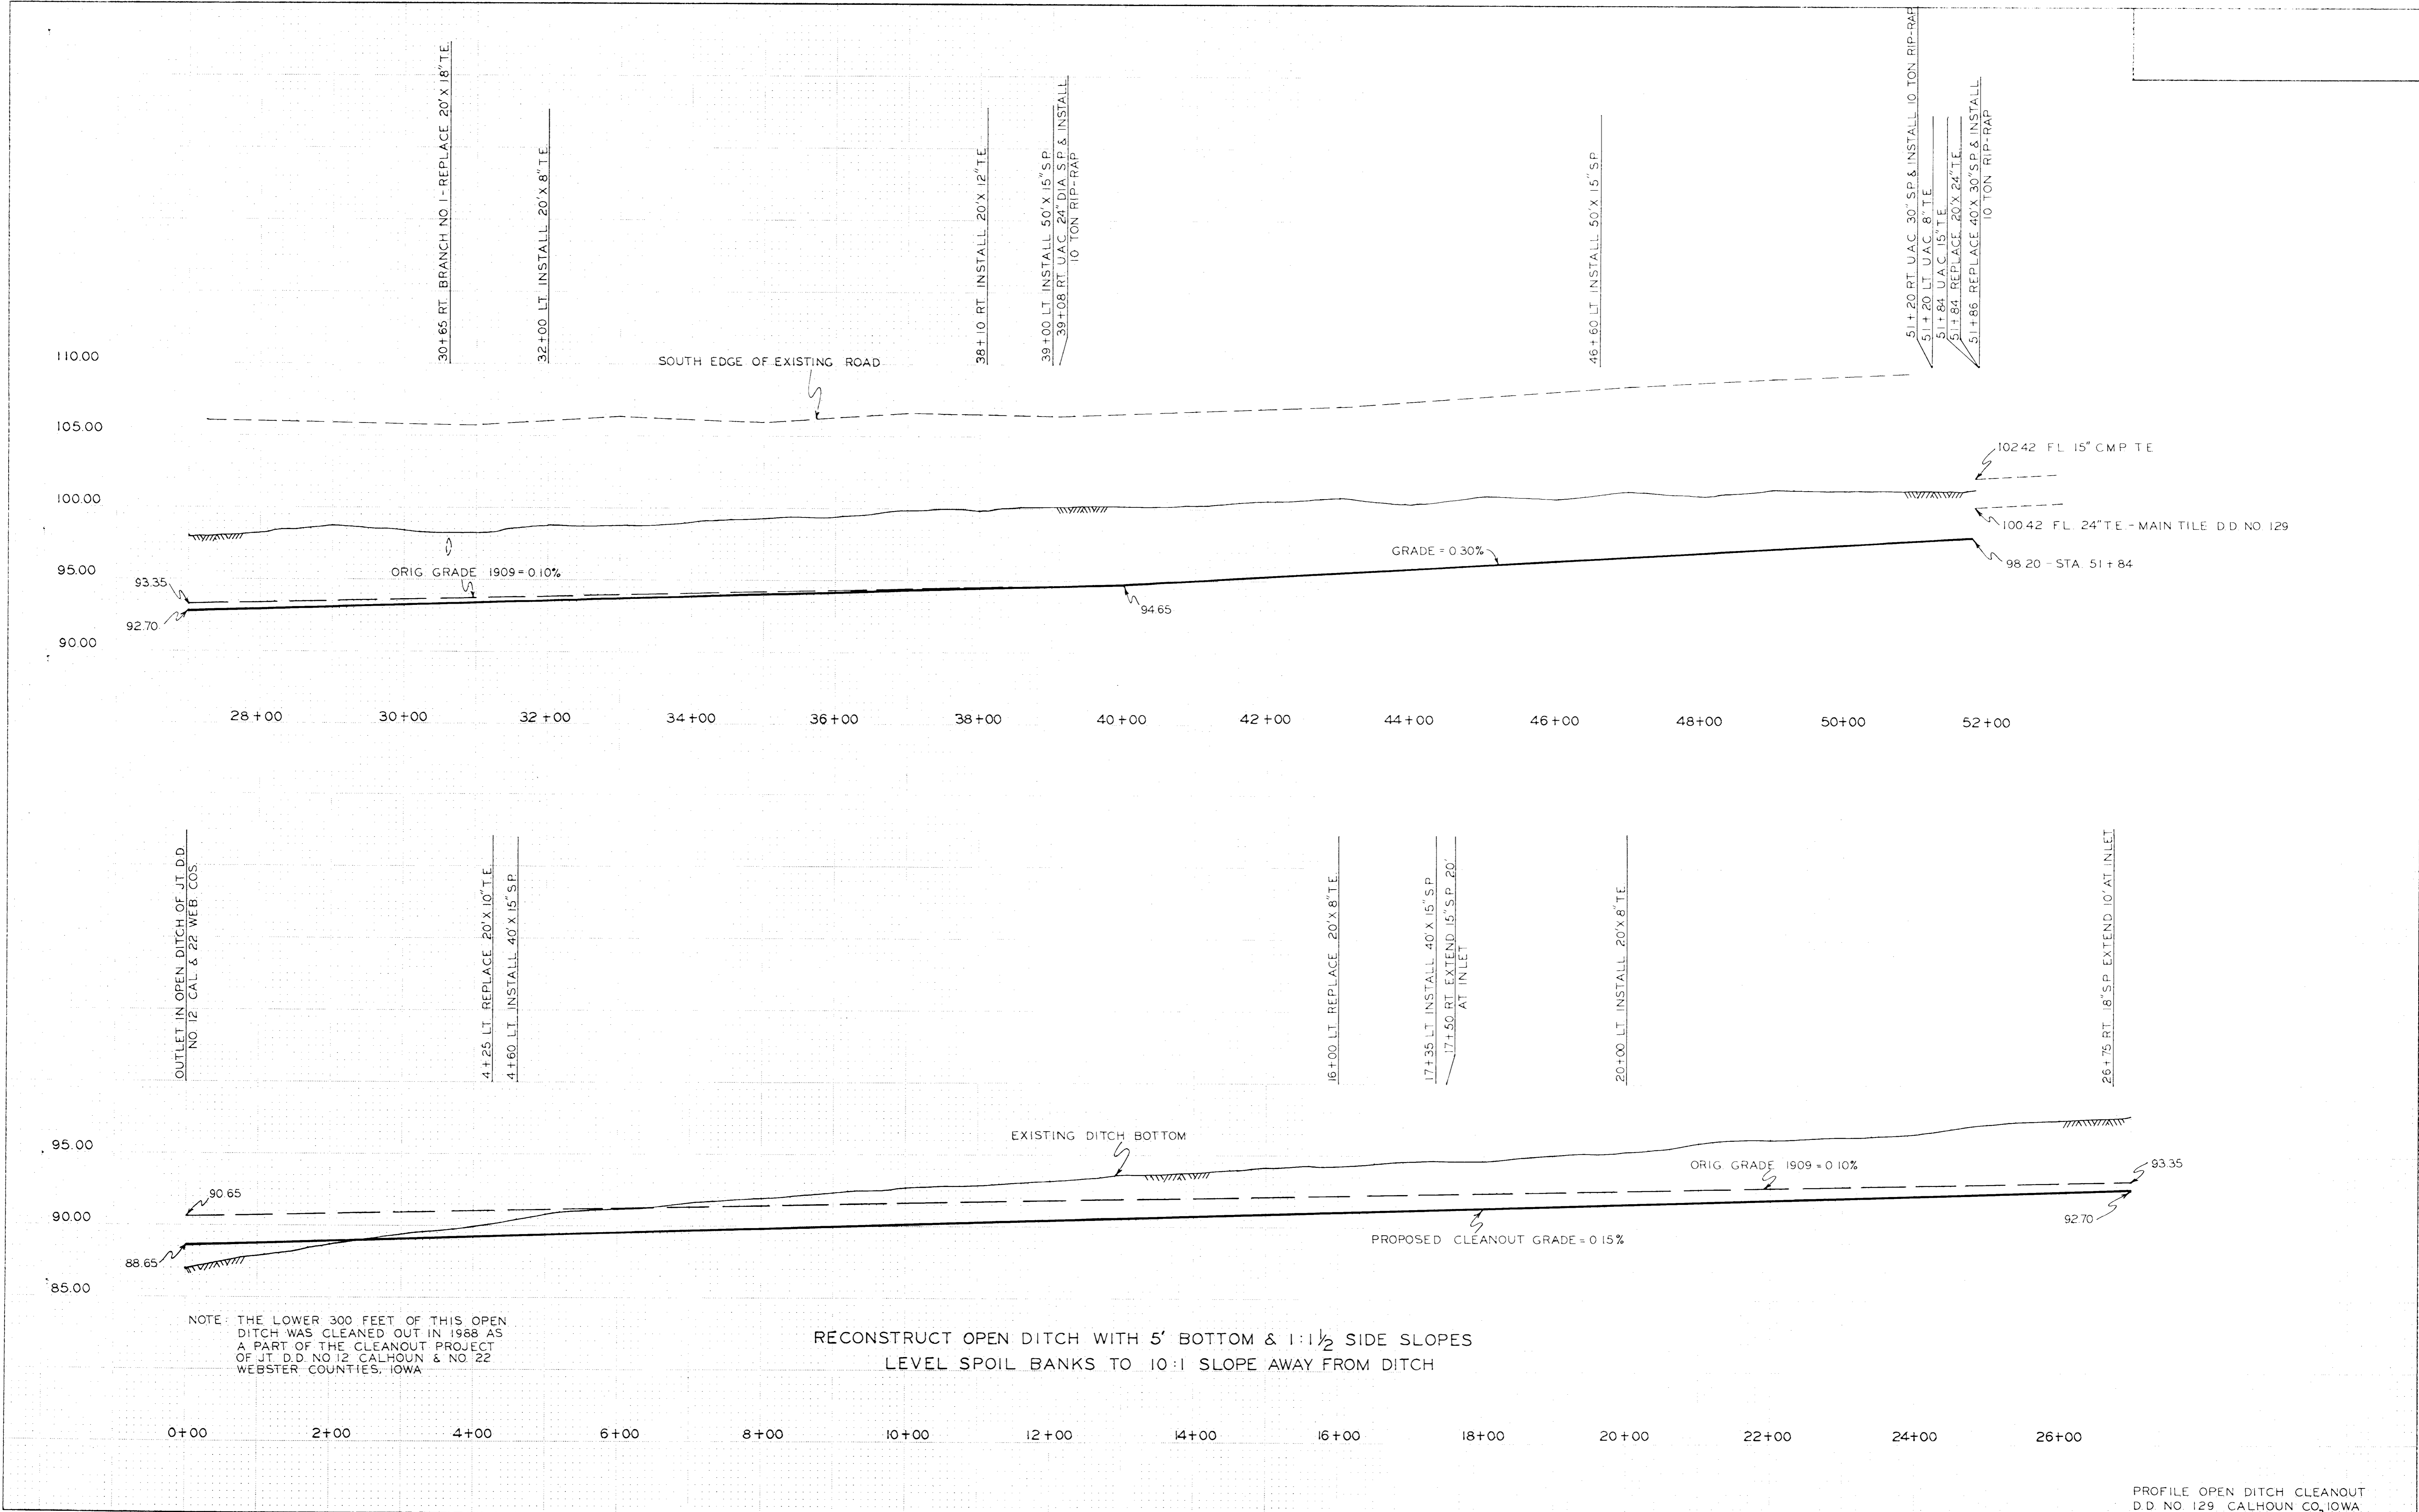 30+65 RT. BRANCH NO. 1 - REPLACE 20' X 18" T.E.
32+00 LT. INSTALL 20' X 8" T.E.
38+10 RT. INSTALL 20' X 12" T.E.
39+00 LT. INSTALL 50' X 15" S.P.
39+08 RT. U.A.C. 24" DIA. S.P. & INSTALL
10 TON RIP-RAP
46+60 LT. INSTALL 50' X 15" S.P.
51+20 RT. U.A.C. 30" S.P. & INSTALL 10 TON RIP-RAP
51+20 LT. U.A.C. 8" T.E.
51+84 U.A.C. 15" T.E.
51+84 REPLACE 20' X 24" T.E.
51+86 REPLACE 40' X 30" S.P. & INSTALL
10 TON RIP-RAP
110.00
SOUTH EDGE OF EXISTING ROAD
105.00
102.42 FL. 15" CMP T.E.
100.00
100.42 FL. 24" T.E. - MAIN TILE D.D. NO. 129
GRADE = 0.30%
98.20 - STA. 51+84
95.00
93.35
ORIG. GRADE 1909 = 0.10%
94.65
92.70
90.00
28+00 30+00 32+00 34+00 36+00 38+00 40+00 42+00 44+00 46+00 48+00 50+00 52+00
OUTLET IN OPEN DITCH OF JT. D.D.
NO. 12 CAL. & 22 WEB. COS.
4+25 LT. REPLACE 20' X 10" T.E.
4+60 LT. INSTALL 40' X 15" S.P.
16+00 LT. REPLACE 20' X 8" T.E.
17+35 LT. INSTALL 40' X 15" S.P.
17+50 RT. EXTEND 15" S.P. 20'
AT INLET
20+00 LT. INSTALL 20' X 8" T.E.
26+75 RT. 18" S.P. EXTEND 10' AT INLET
95.00
EXISTING DITCH BOTTOM
ORIG. GRADE 1909 = 0.10%
93.35
90.65
90.00
92.70
PROPOSED CLEANOUT GRADE = 0.15%
88.65
85.00
NOTE: THE LOWER 300 FEET OF THIS OPEN
DITCH WAS CLEANED OUT IN 1988 AS
A PART OF THE CLEANOUT PROJECT
OF JT. D.D. NO. 12 CALHOUN & NO. 22
WEBSTER COUNTIES, IOWA
RECONSTRUCT OPEN DITCH WITH 5' BOTTOM & 1:1½ SIDE SLOPES
LEVEL SPOIL BANKS TO 10:1 SLOPE AWAY FROM DITCH
0+00 2+00 4+00 6+00 8+00 10+00 12+00 14+00 16+00 18+00 20+00 22+00 24+00 26+00
PROFILE OPEN DITCH CLEANOUT
D.D. NO. 129 CALHOUN CO., IOWA